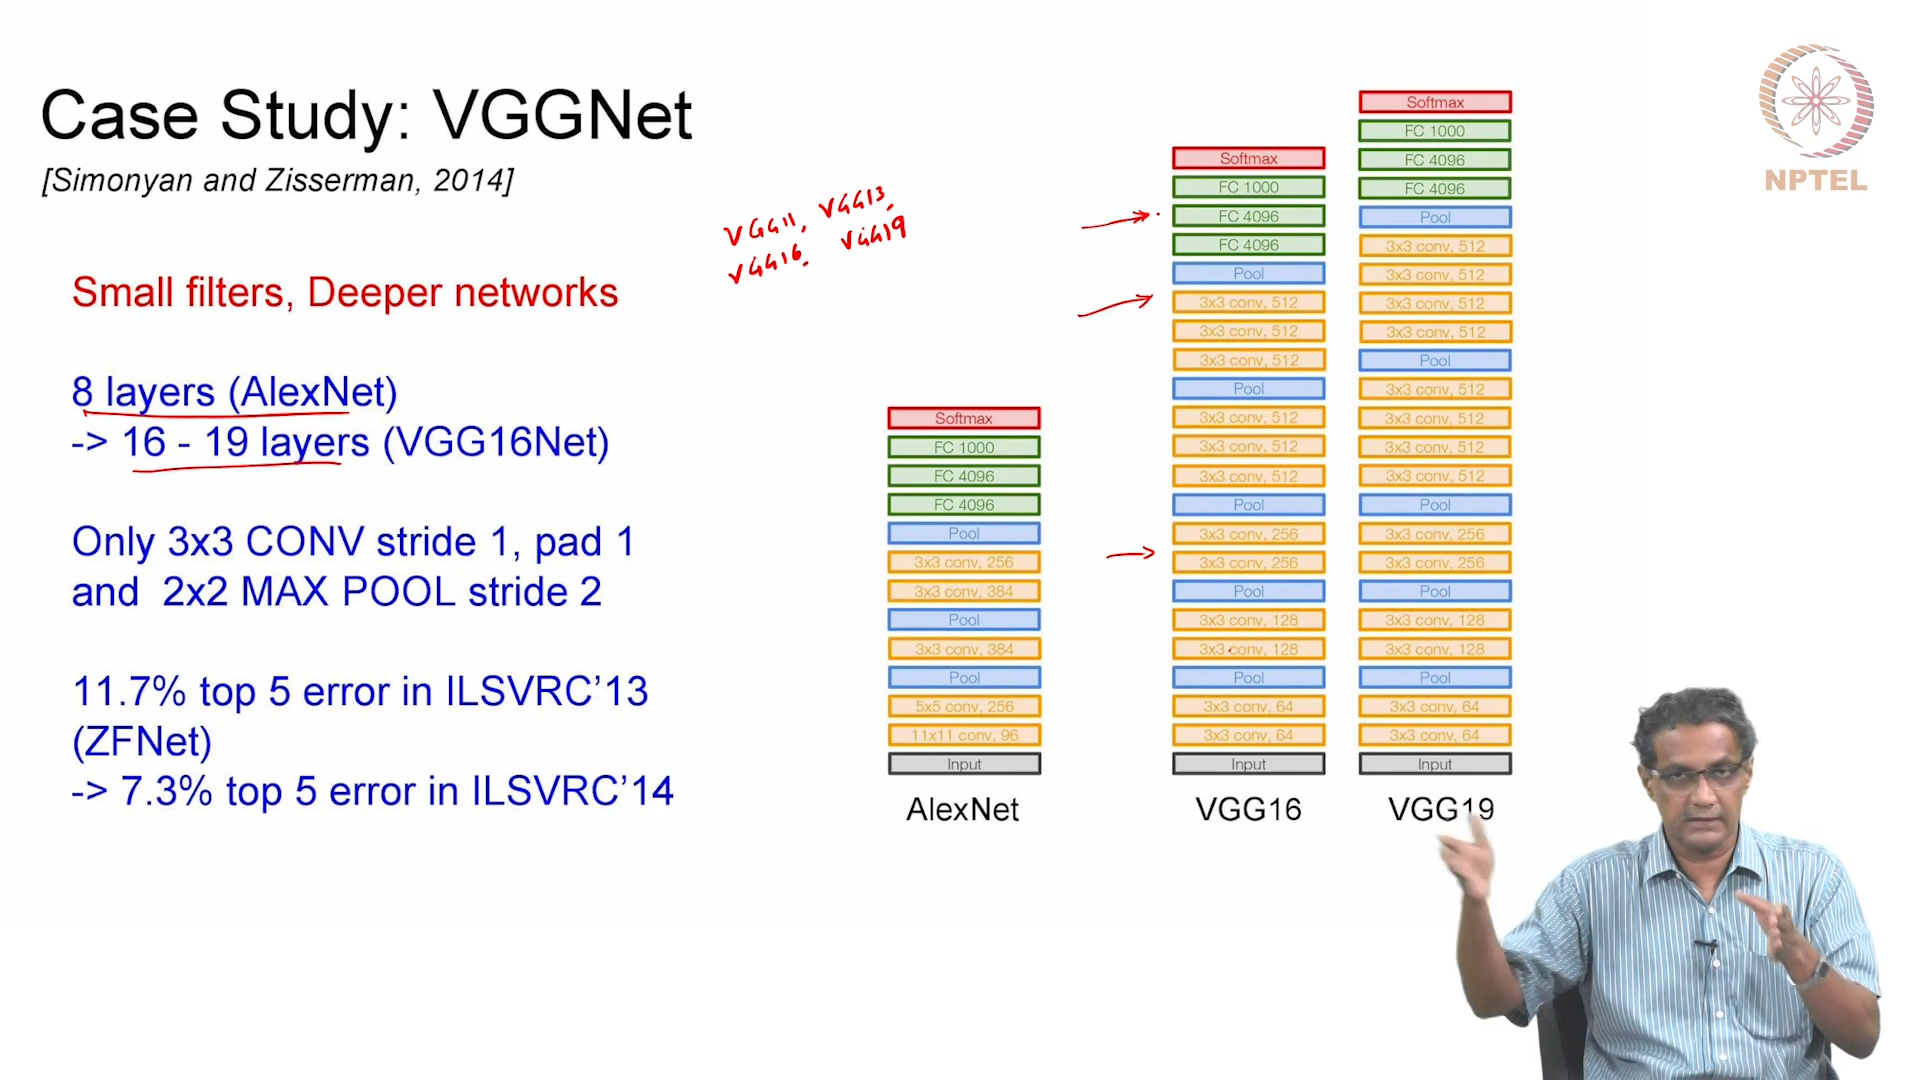 Case Study: VGGNet
[Simonyan and Zisserman, 2014]
Small filters, Deeper networks
8 layers (AlexNet)
-> 16 - 19 layers (VGG16Net)
Only 3x3 CONV stride 1, pad 1
and 2x2 MAX POOL stride 2
11.7% top 5 error in ILSVRC’13
(ZFNet)
-> 7.3% top 5 error in ILSVRC’14
VGG11, VGG13,
VGG16, VGG19
Softmax
FC 1000
FC 4096
FC 4096
Pool
3x3 conv, 256
3x3 conv, 384
Pool
3x3 conv, 384
Pool
5x5 conv, 256
11x11 conv, 96
Input
AlexNet
Softmax
FC 1000
FC 4096
FC 4096
Pool
3x3 conv, 512
3x3 conv, 512
3x3 conv, 512
Pool
3x3 conv, 512
3x3 conv, 512
3x3 conv, 512
Pool
3x3 conv, 256
3x3 conv, 256
Pool
3x3 conv, 128
3x3 conv, 128
Pool
3x3 conv, 64
3x3 conv, 64
Input
VGG16
Softmax
FC 1000
FC 4096
FC 4096
Pool
3x3 conv, 512
3x3 conv, 512
3x3 conv, 512
3x3 conv, 512
Pool
3x3 conv, 512
3x3 conv, 512
3x3 conv, 512
3x3 conv, 512
Pool
3x3 conv, 256
3x3 conv, 256
Pool
3x3 conv, 128
3x3 conv, 128
Pool
3x3 conv, 64
3x3 conv, 64
Input
VGG19
NPTEL